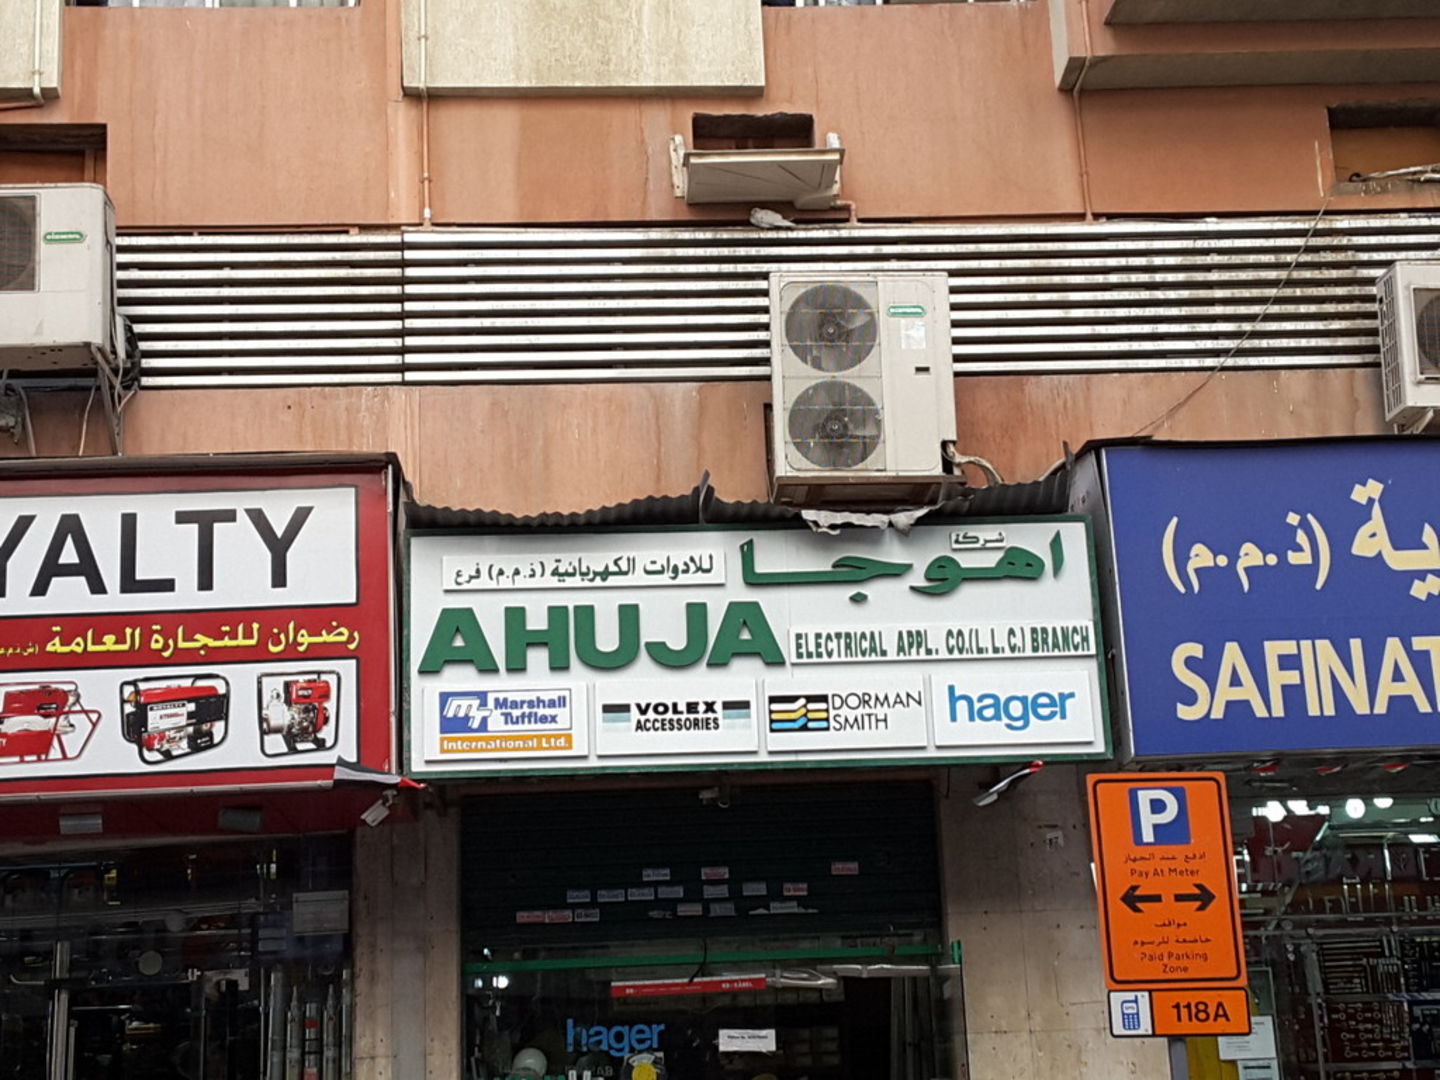 YALTY
رضوان للتجارة العامة
شركة
اهوجا
للادوات الكهربائية (ذ.م.م) فرع
AHUJA
ELECTRICAL APPL. CO.(L.L.C.) BRANCH
Marshall
Tufflex
International Ltd.
VOLEX
ACCESSORIES
DORMAN
SMITH
hager
ية (ذ.م.م)
SAFINAT
P
ادفع عند الجهاز
Pay At Meter
مواقف
خاضعة للرسوم
Paid Parking
Zone
118A
hager